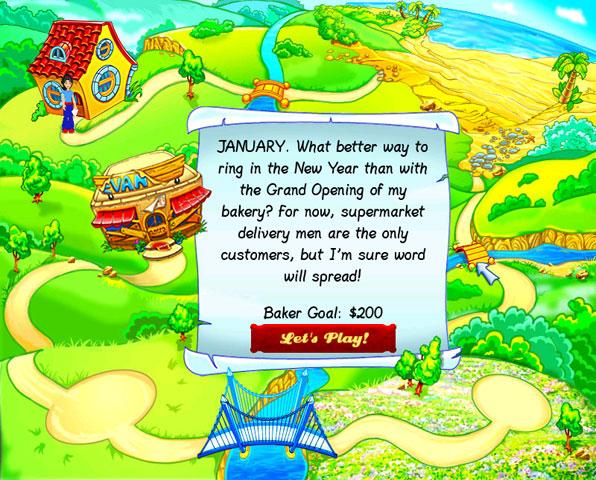 EVAN
JANUARY. What better way to
ring in the New Year than with
the Grand Opening of my
bakery? For now, supermarket
delivery men are the only
customers, but I'm sure word
will spread!
Baker Goal: $200
Let's Play!